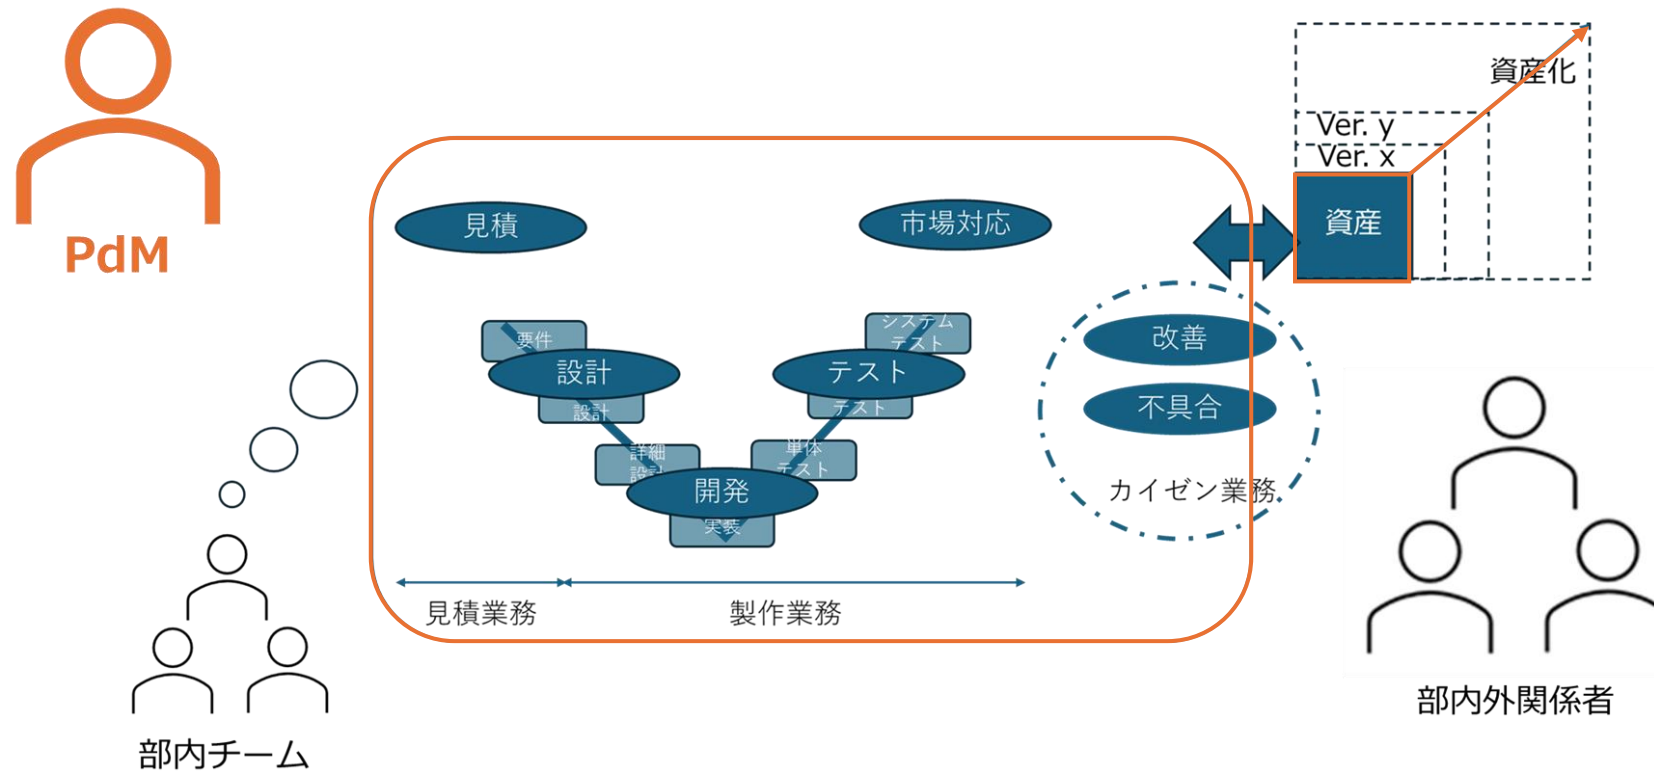 PdM
資産化
Ver. y
Ver. x
資産
見積
市場対応
要件
設計
設計
詳細
設計
開発
実装
システム
テスト
テスト
テスト
単体
テスト
改善
不具合
カイゼン業務
見積業務
製作業務
部内チーム
部内外関係者